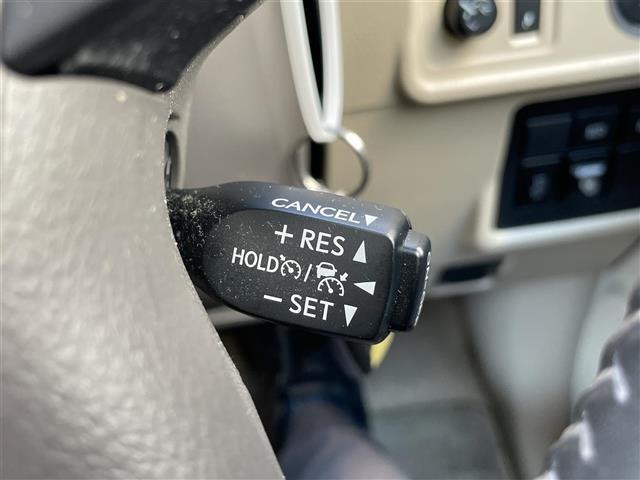 CANCEL▼
+ RES ▲
HOLD /
− SET ▼